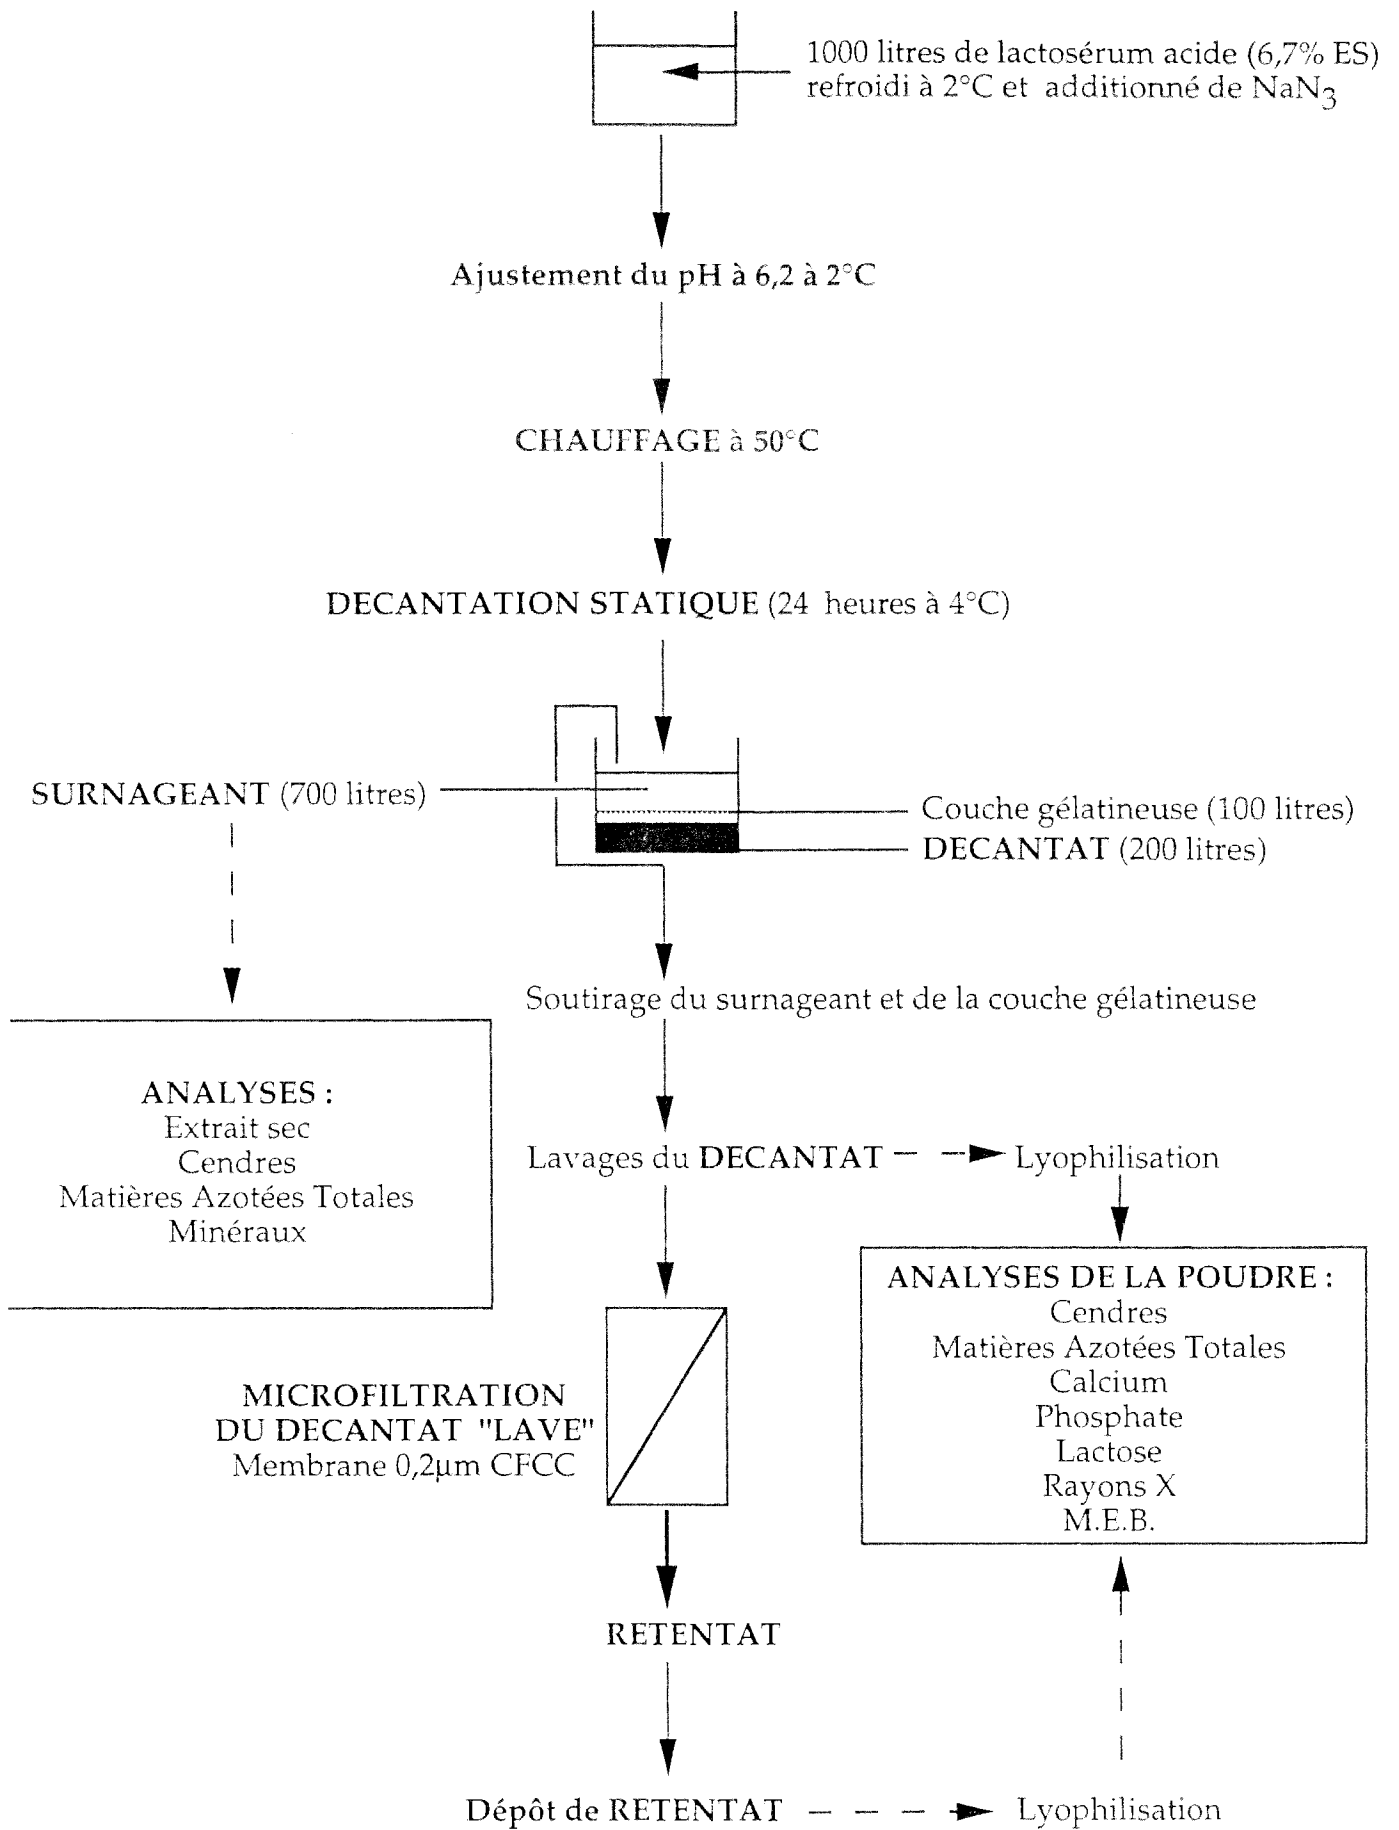 1000 litres de lactosérum acide (6,7% ES)
refroidi à 2°C et additionné de NaN3
Ajustement du pH à 6,2 à 2°C
CHAUFFAGE à 50°C
DECANTATION STATIQUE (24 heures à 4°C)
SURNAGEANT (700 litres)
Couche gélatineuse (100 litres)
DECANTAT (200 litres)
Soutirage du surnageant et de la couche gélatineuse
ANALYSES :
Extrait sec
Cendres
Matières Azotées Totales
Minéraux
Lavages du DECANTAT
Lyophilisation
ANALYSES DE LA POUDRE :
Cendres
Matières Azotées Totales
Calcium
Phosphate
Lactose
Rayons X
M.E.B.
MICROFILTRATION
DU DECANTAT "LAVE"
Membrane 0,2µm CFCC
RETENTAT
Dépôt de RETENTAT
Lyophilisation